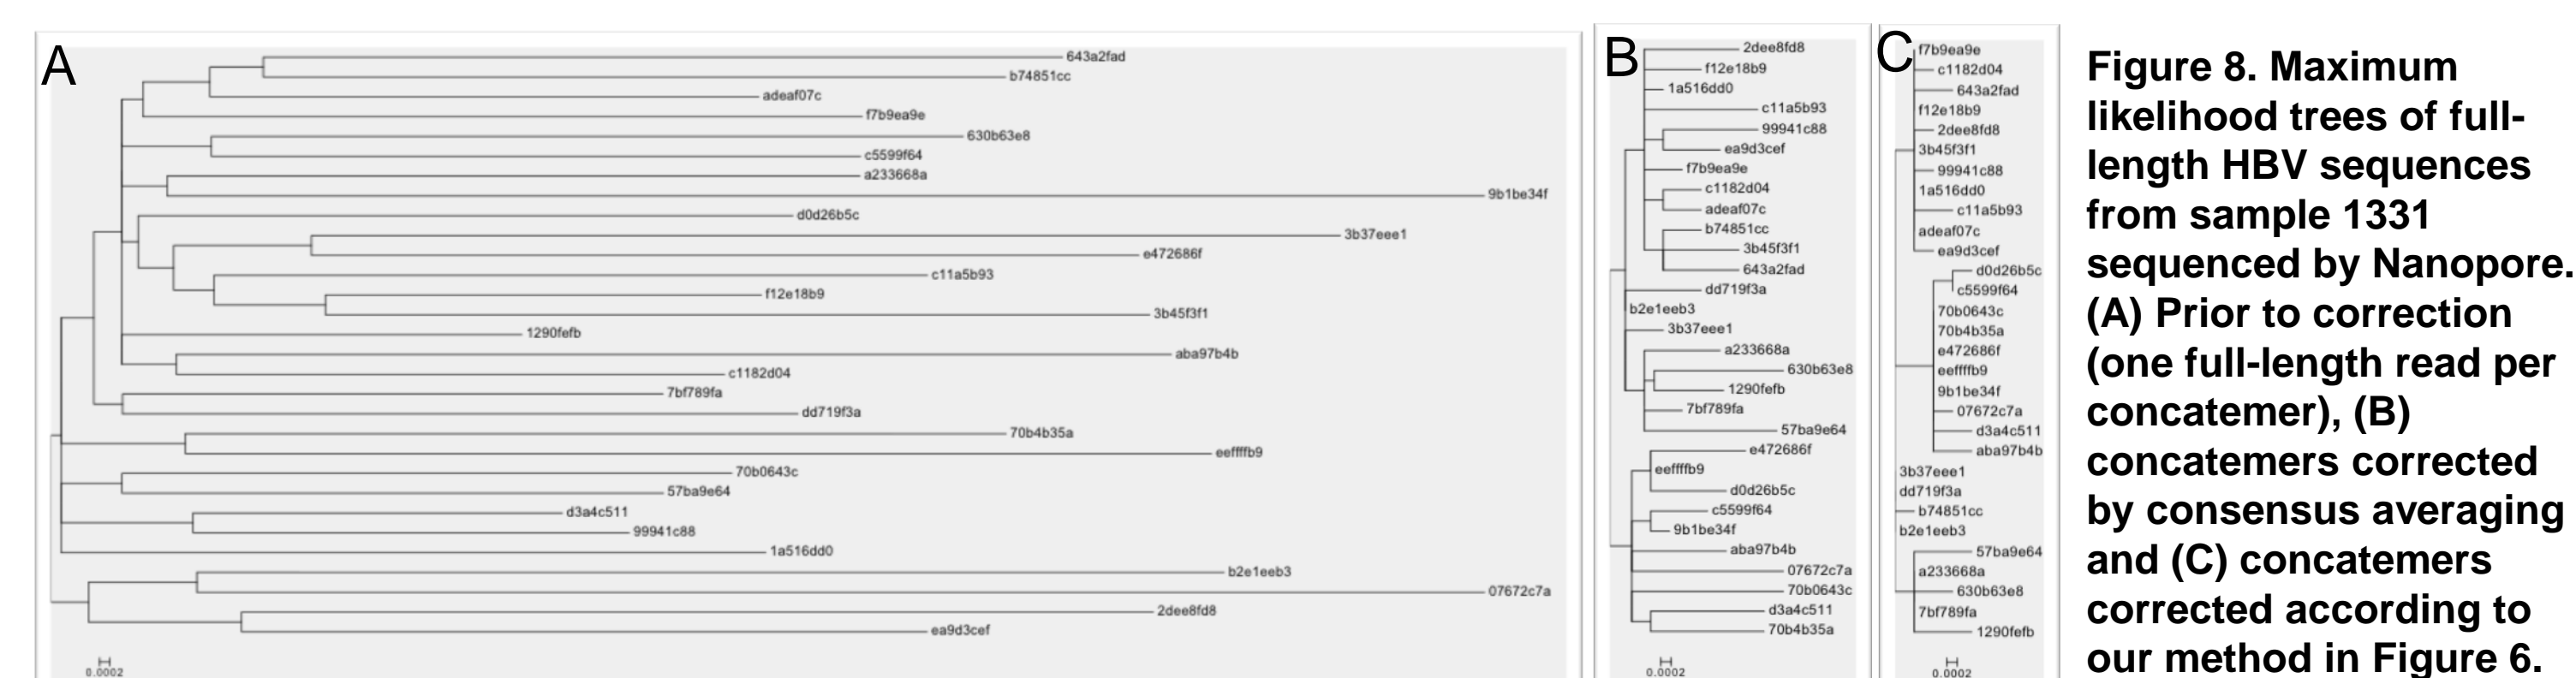 A
643a2fad
b74851cc
adeaf07c
f7b9ea9e
630b63e8
c5599f64
a233668a
9b1be34f
d0d26b5c
3b37eee1
e472686f
c11a5b93
f12e18b9
3b45f3f1
1290fefb
aba97b4b
c1182d04
7bf789fa
dd719f3a
70b4b35a
eeffffb9
70b0643c
57ba9e64
d3a4c511
99941c88
1a516dd0
b2e1eeb3
07672c7a
2dee8fd8
ea9d3cef
0.0002
B
2dee8fd8
f12e18b9
1a516dd0
c11a5b93
99941c88
ea9d3cef
f7b9ea9e
c1182d04
adeaf07c
b74851cc
3b45f3f1
643a2fad
dd719f3a
b2e1eeb3
3b37eee1
a233668a
630b63e8
1290fefb
7bf789fa
57ba9e64
e472686f
eeffffb9
d0d26b5c
c5599f64
9b1be34f
aba97b4b
07672c7a
70b0643c
d3a4c511
70b4b35a
0.0002
C
f7b9ea9e
c1182d04
643a2fad
f12e18b9
2dee8fd8
3b45f3f1
99941c88
1a516dd0
c11a5b93
adeaf07c
ea9d3cef
d0d26b5c
c5599f64
70b0643c
70b4b35a
e472686f
eeffffb9
9b1be34f
07672c7a
d3a4c511
aba97b4b
3b37eee1
dd719f3a
b74851cc
b2e1eeb3
57ba9e64
a233668a
630b63e8
7bf789fa
1290fefb
0.0002
Figure 8. Maximum
likelihood trees of full-
length HBV sequences
from sample 1331
sequenced by Nanopore.
(A) Prior to correction
(one full-length read per
concatemer), (B)
concatemers corrected
by consensus averaging
and (C) concatemers
corrected according to
our method in Figure 6.